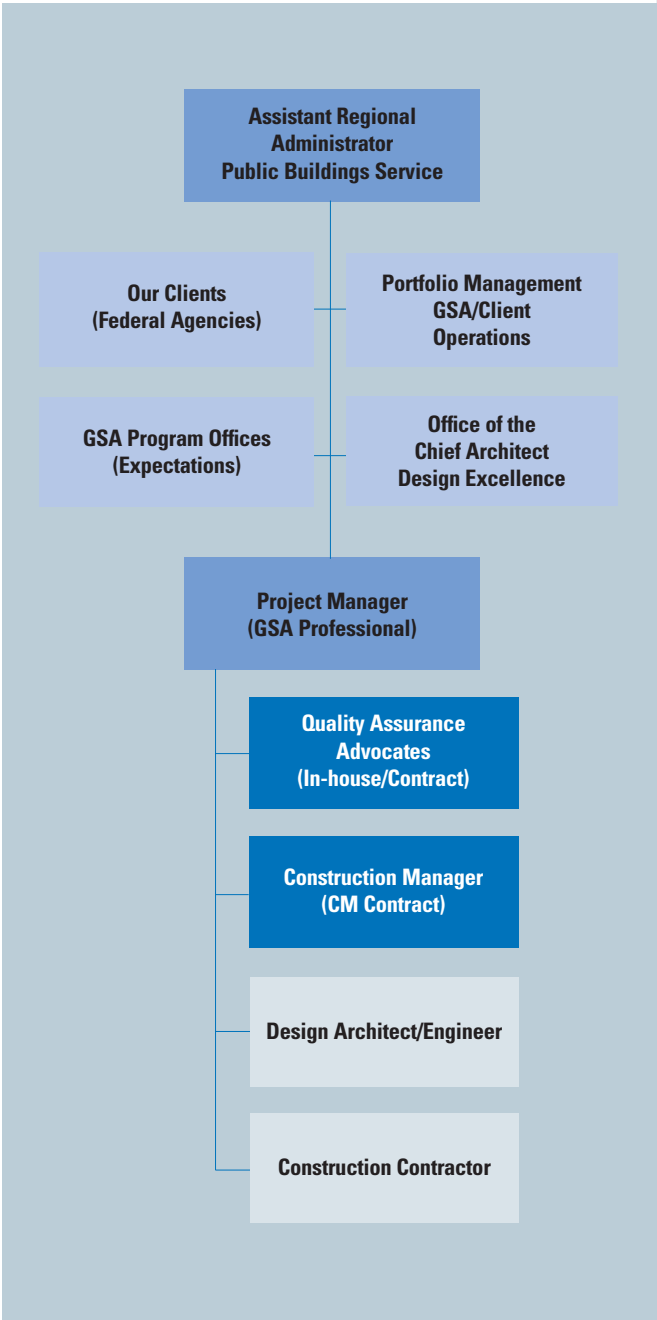 Assistant Regional
Administrator
Public Buildings Service
Our Clients
(Federal Agencies)
Portfolio Management
GSA/Client
Operations
GSA Program Offices
(Expectations)
Office of the
Chief Architect
Design Excellence
Project Manager
(GSA Professional)
Quality Assurance
Advocates
(In-house/Contract)
Construction Manager
(CM Contract)
Design Architect/Engineer
Construction Contractor